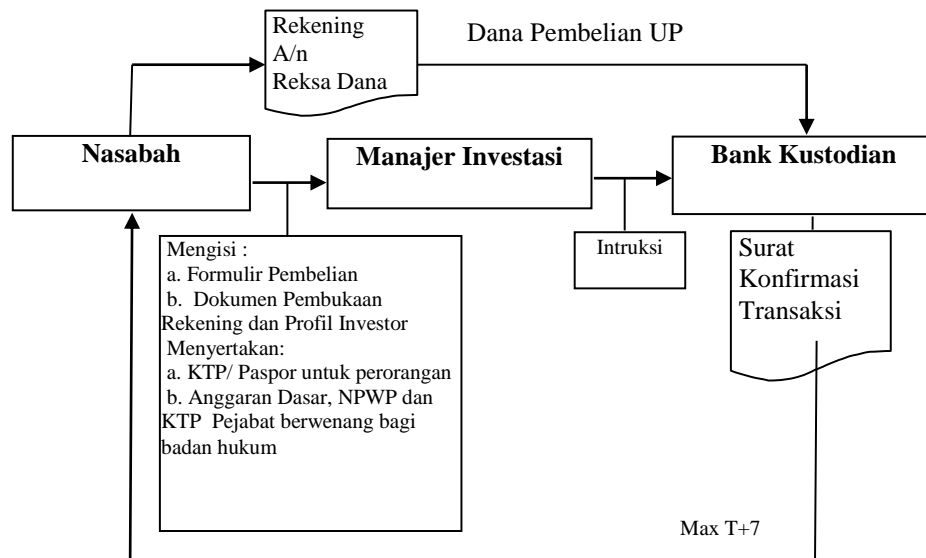 Rekening
A/n
Reksa Dana
Dana Pembelian UP
Nasabah
Manajer Investasi
Bank Kustodian
Mengisi :
a. Formulir Pembelian
b. Dokumen Pembukaan
Rekening dan Profil Investor
Menyertakan:
a. KTP/ Paspor untuk perorangan
b. Anggaran Dasar, NPWP dan
KTP Pejabat berwenang bagi
badan hukum
Intruksi
Surat
Konfirmasi
Transaksi
Max T+7